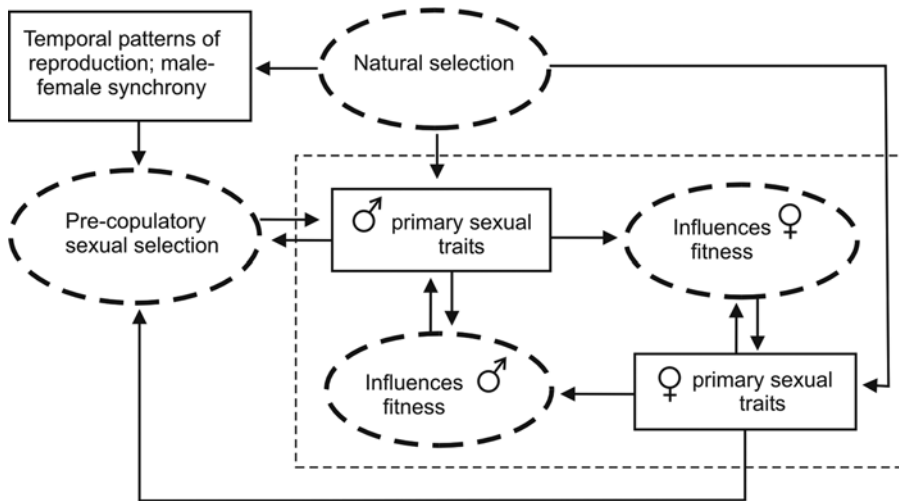 Temporal patterns of
reproduction; male-
female synchrony
Natural selection
Pre-copulatory
sexual selection
♂ primary sexual
traits
Influences ♀
fitness
Influences ♂
fitness
♀ primary sexual
traits